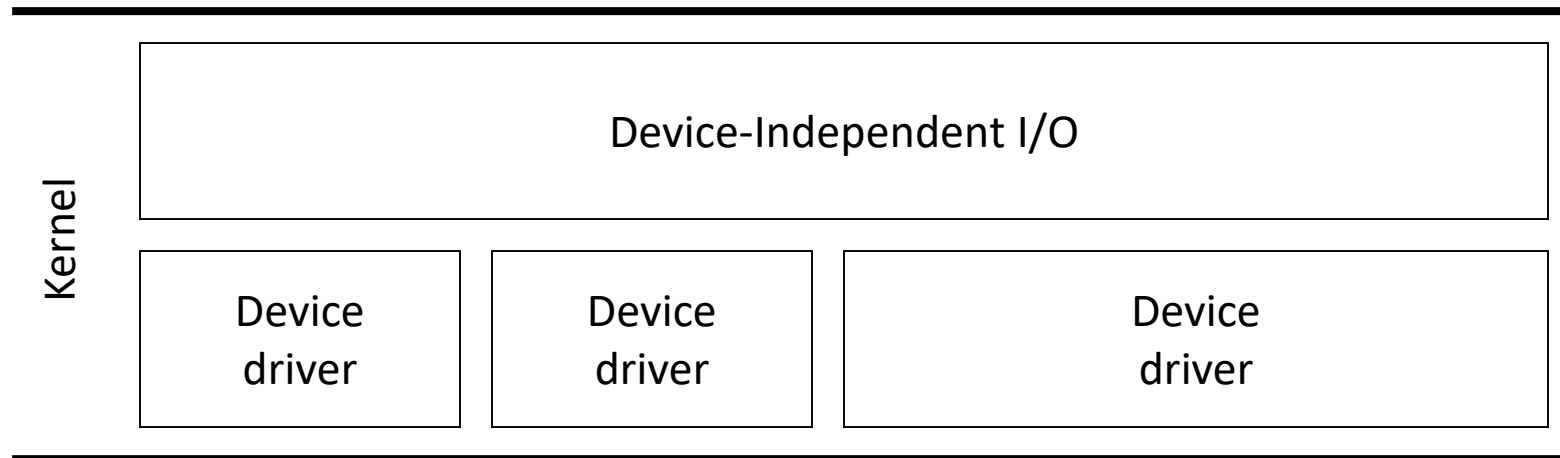 Device-Independent I/O
Kernel
Device
driver
Device
driver
Device
driver